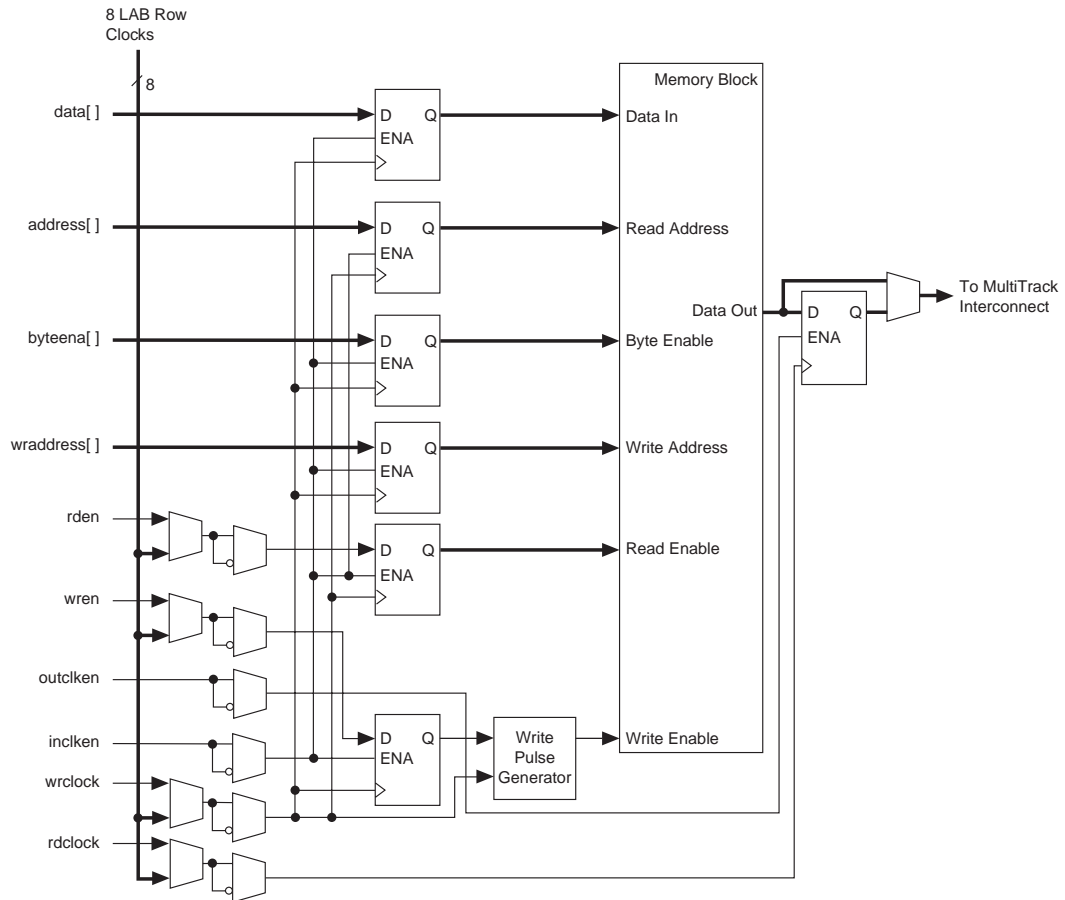 8 LAB Row
Clocks
8
data[ ]
D Q
ENA
Memory Block
Data In
address[ ]
D Q
ENA
Read Address
Data Out
D Q
ENA
To MultiTrack
Interconnect
byteena[ ]
D Q
ENA
Byte Enable
wraddress[ ]
D Q
ENA
Write Address
rden
D Q
ENA
Read Enable
wren
outclken
inclken
D Q
ENA
Write
Pulse
Generator
Write Enable
wrclock
rdclock